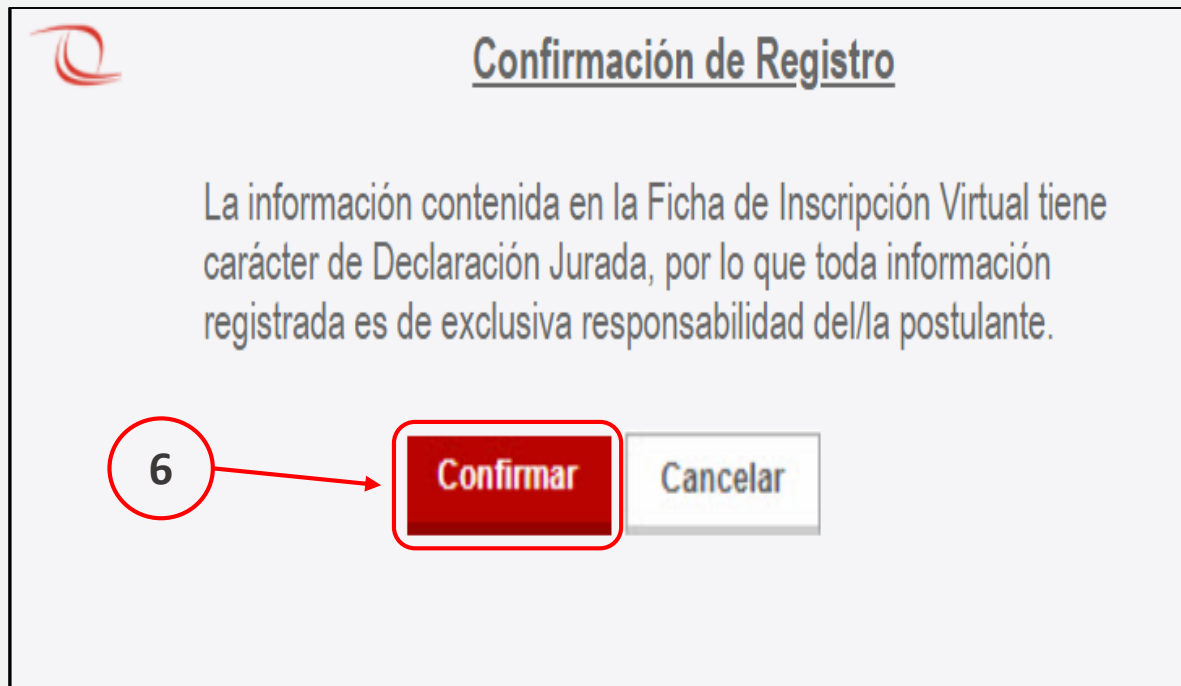 Confirmación de Registro
La información contenida en la Ficha de Inscripción Virtual tiene
carácter de Declaración Jurada, por lo que toda información
registrada es de exclusiva responsabilidad del/la postulante.
6
Confirmar
Cancelar